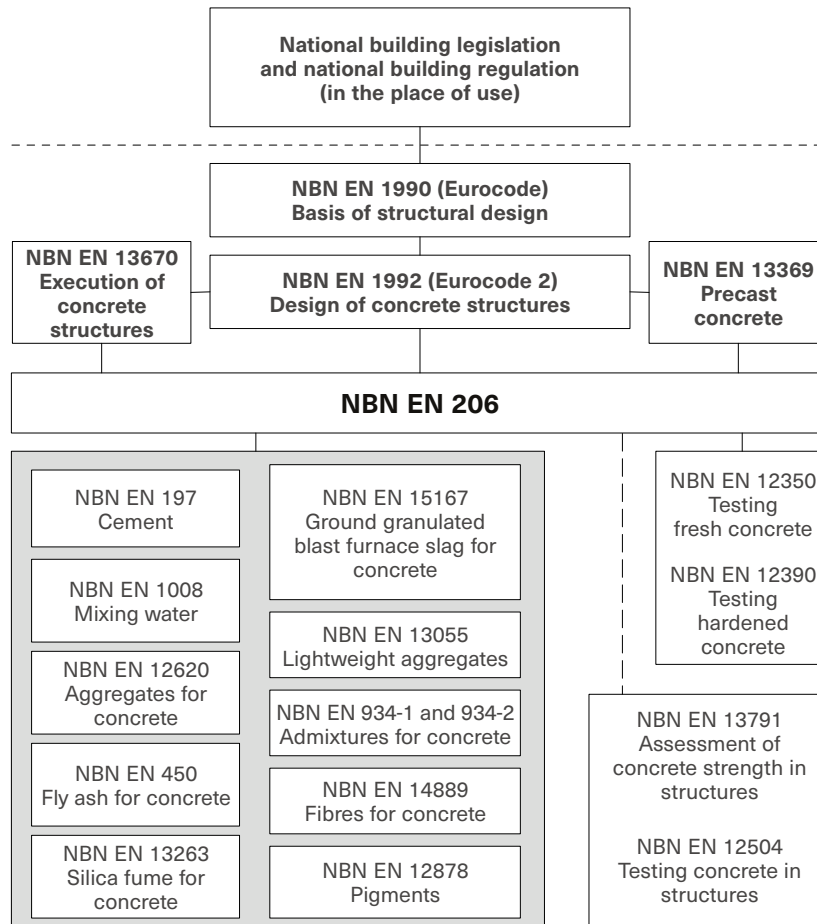 National building legislation
and national building regulation
(in the place of use)
NBN EN 1990 (Eurocode)
Basis of structural design
NBN EN 13670
Execution of
concrete
structures
NBN EN 1992 (Eurocode 2)
Design of concrete structures
NBN EN 13369
Precast
concrete
NBN EN 206
NBN EN 197
Cement
NBN EN 1008
Mixing water
NBN EN 12620
Aggregates for
concrete
NBN EN 450
Fly ash for concrete
NBN EN 13263
Silica fume for
concrete
NBN EN 15167
Ground granulated
blast furnace slag for
concrete
NBN EN 13055
Lightweight aggregates
NBN EN 934-1 and 934-2
Admixtures for concrete
NBN EN 14889
Fibres for concrete
NBN EN 12878
Pigments
NBN EN 12350
Testing
fresh concrete
NBN EN 12390
Testing
hardened
concrete
NBN EN 13791
Assessment of
concrete strength in
structures
NBN EN 12504
Testing concrete in
structures